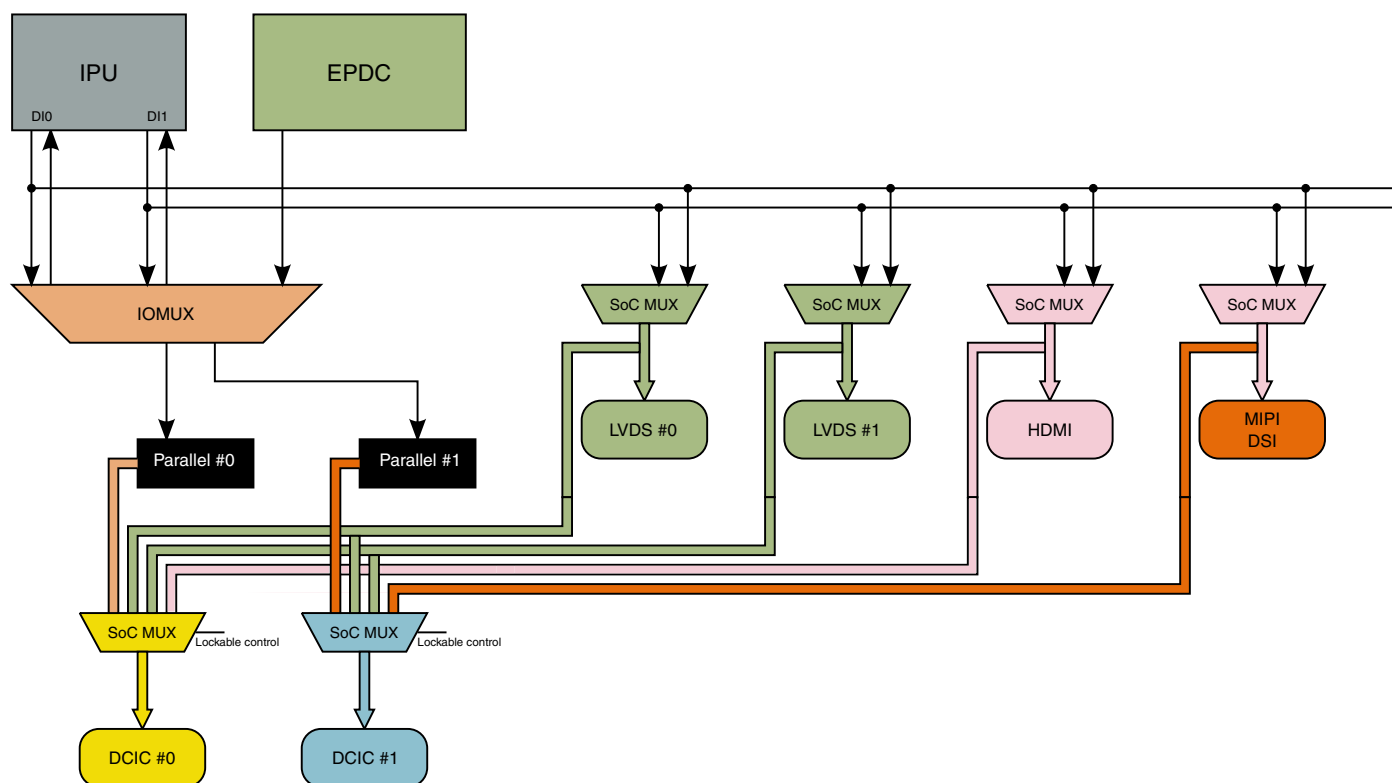 IPU
EPDC
DI0
DI1
IOMUX
SoC MUX
SoC MUX
SoC MUX
SoC MUX
LVDS #0
LVDS #1
HDMI
MIPI
DSI
Parallel #0
Parallel #1
SoC MUX
Lockable control
SoC MUX
Lockable control
DCIC #0
DCIC #1